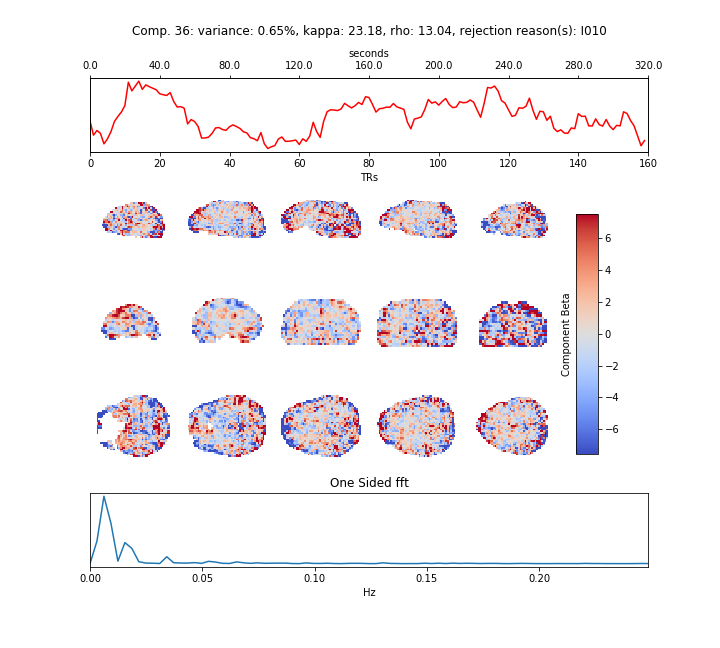 Comp. 36: variance: 0.65%, kappa: 23.18, rho: 13.04, rejection reason(s): I010
seconds
0.0 40.0 80.0 120.0 160.0 200.0 240.0 280.0 320.0
0 20 40 60 80 100 120 140 160
TRs
6
4
2
0
−2
−4
−6
Component Beta
One Sided fft
0.00 0.05 0.10 0.15 0.20
Hz